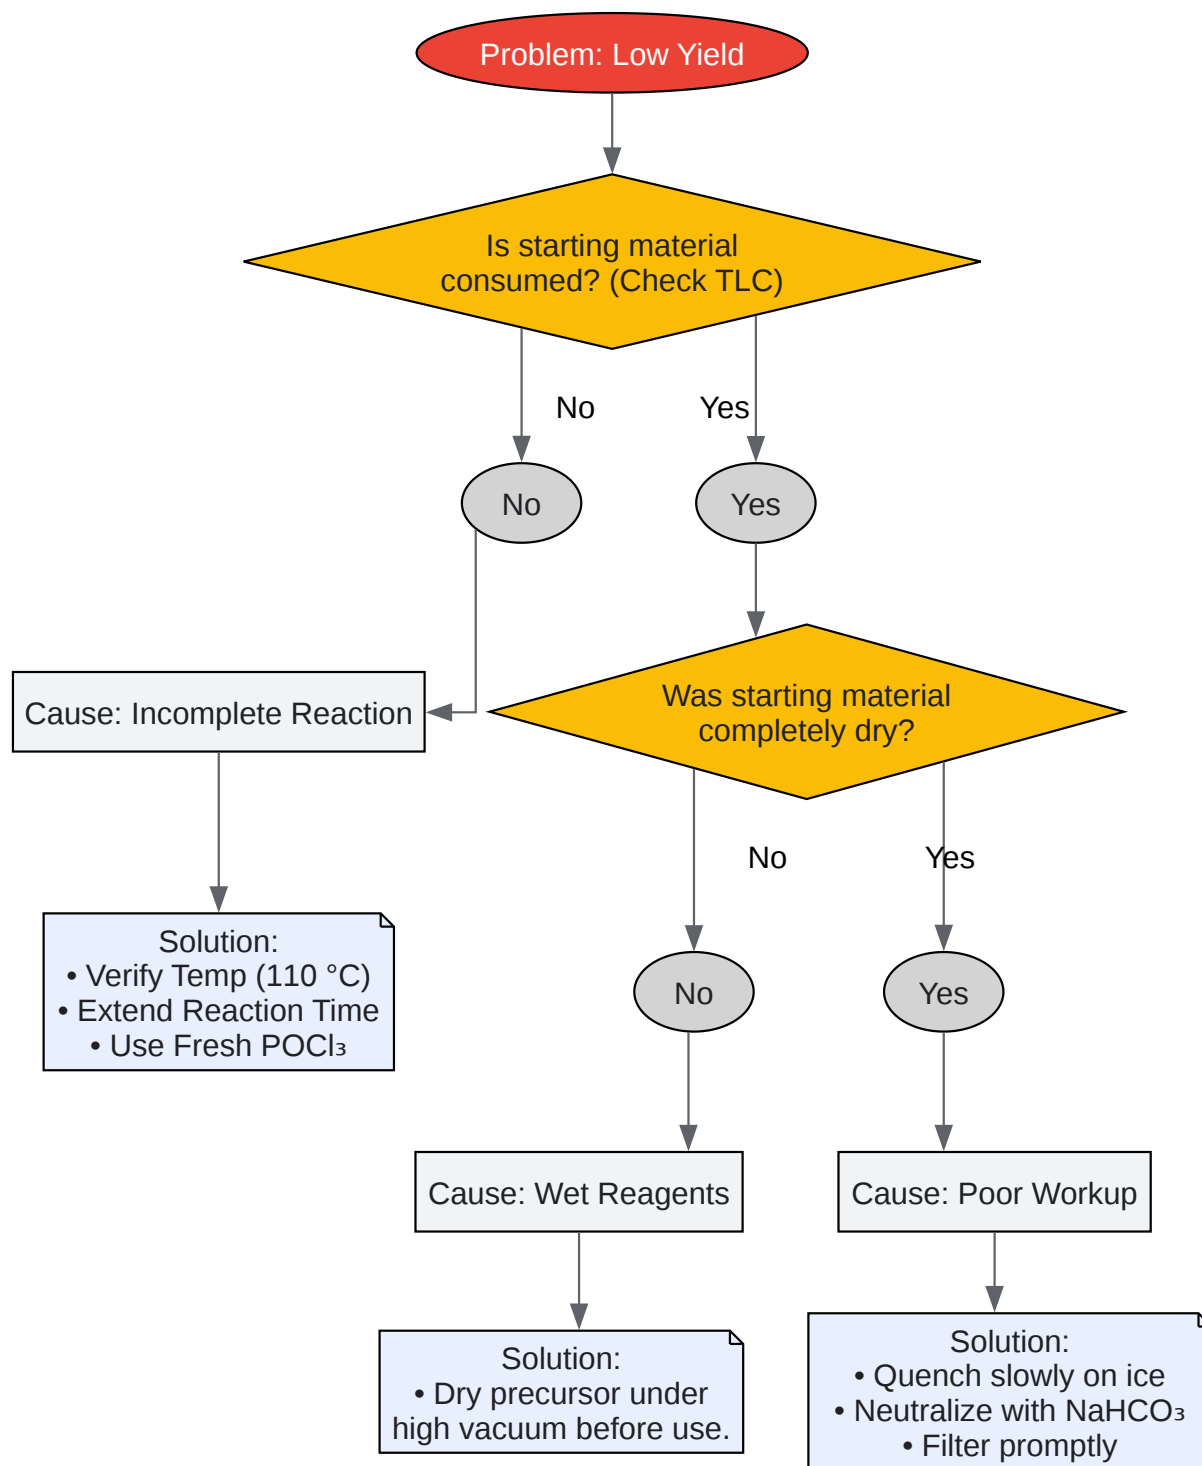 Problem: Low Yield
Is starting material
consumed? (Check TLC)
No
Yes
No
Yes
Cause: Incomplete Reaction
Was starting material
completely dry?
No
Yes
Solution:
• Verify Temp (110 °C)
• Extend Reaction Time
• Use Fresh POCl₃
No
Yes
Cause: Wet Reagents
Cause: Poor Workup
Solution:
• Dry precursor under
high vacuum before use.
Solution:
• Quench slowly on ice
• Neutralize with NaHCO₃
• Filter promptly